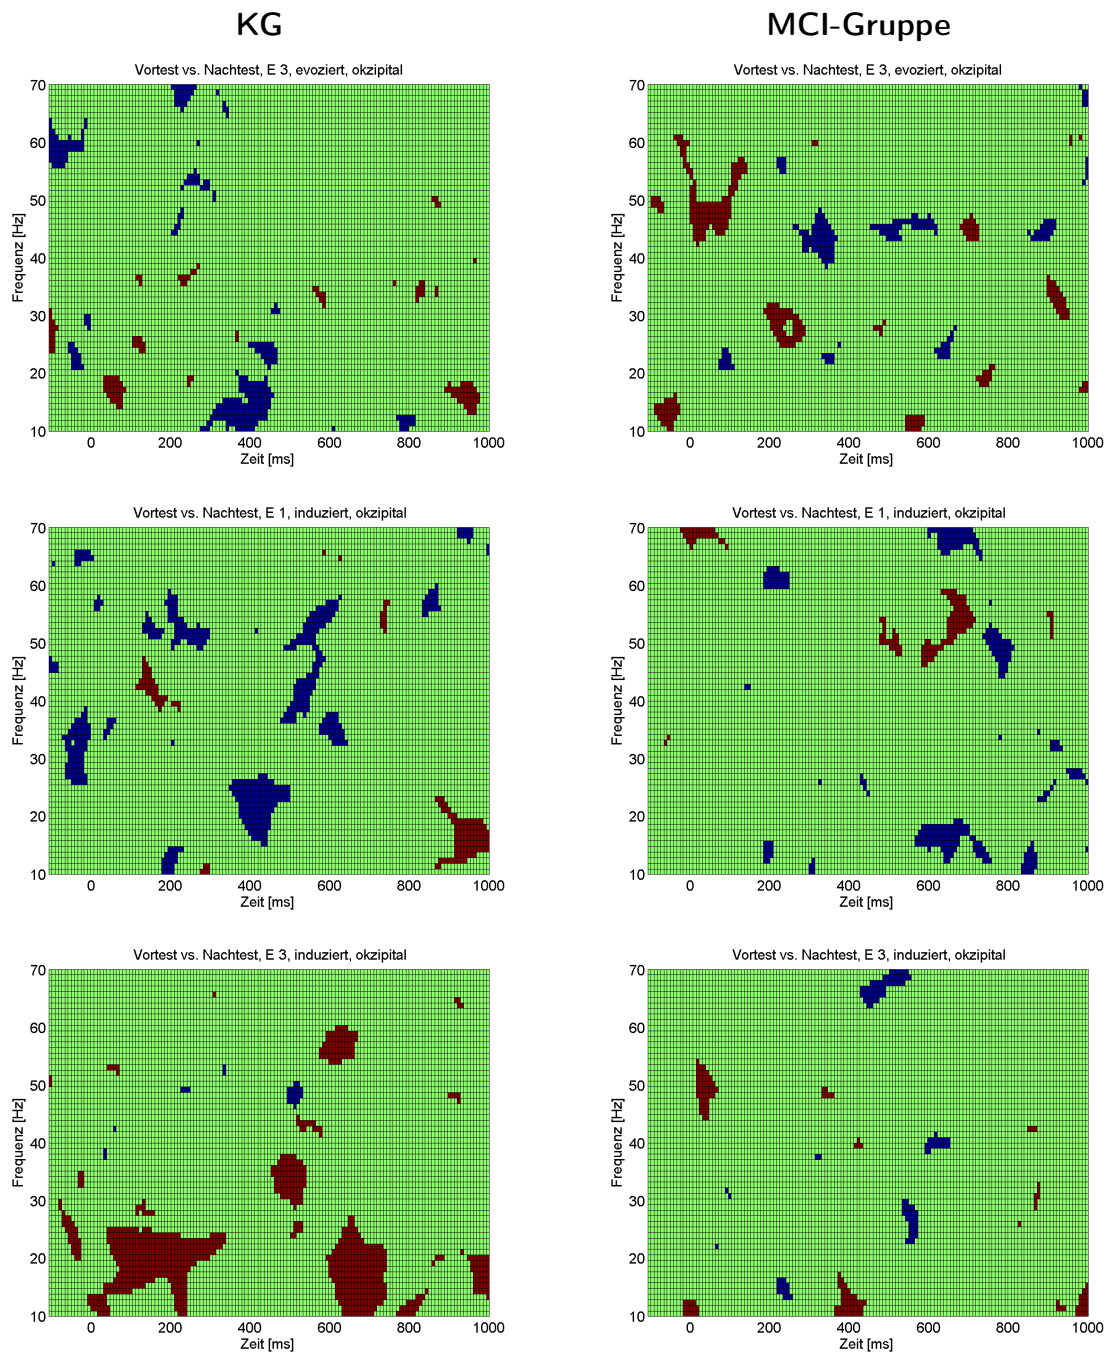 KG
MCI-Gruppe
Vortest vs. Nachtest, E 3, evoziert, okzipital
70
60
50
40
30
20
10
Frequenz [Hz]
0 200 400 600 800 1000
Zeit [ms]
Vortest vs. Nachtest, E 3, evoziert, okzipital
70
60
50
40
30
20
10
Frequenz [Hz]
0 200 400 600 800 1000
Zeit [ms]
Vortest vs. Nachtest, E 1, induziert, okzipital
70
60
50
40
30
20
10
Frequenz [Hz]
0 200 400 600 800 1000
Zeit [ms]
Vortest vs. Nachtest, E 1, induziert, okzipital
70
60
50
40
30
20
10
Frequenz [Hz]
0 200 400 600 800 1000
Zeit [ms]
Vortest vs. Nachtest, E 3, induziert, okzipital
70
60
50
40
30
20
10
Frequenz [Hz]
0 200 400 600 800 1000
Zeit [ms]
Vortest vs. Nachtest, E 3, induziert, okzipital
70
60
50
40
30
20
10
Frequenz [Hz]
0 200 400 600 800 1000
Zeit [ms]